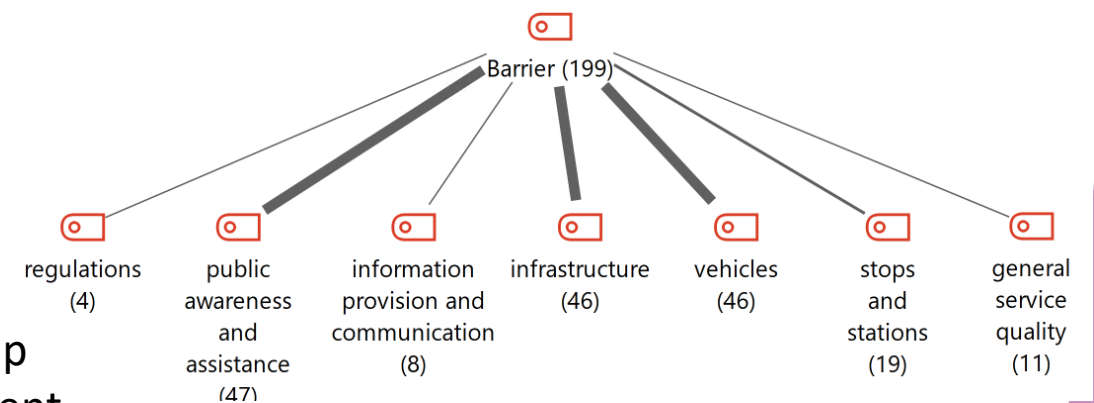 Barrier (199)
regulations
(4)
public
awareness
and
assistance
(47)
information
provision and
communication
(8)
infrastructure
(46)
vehicles
(46)
stops
and
stations
(19)
general
service
quality
(11)
p
ent